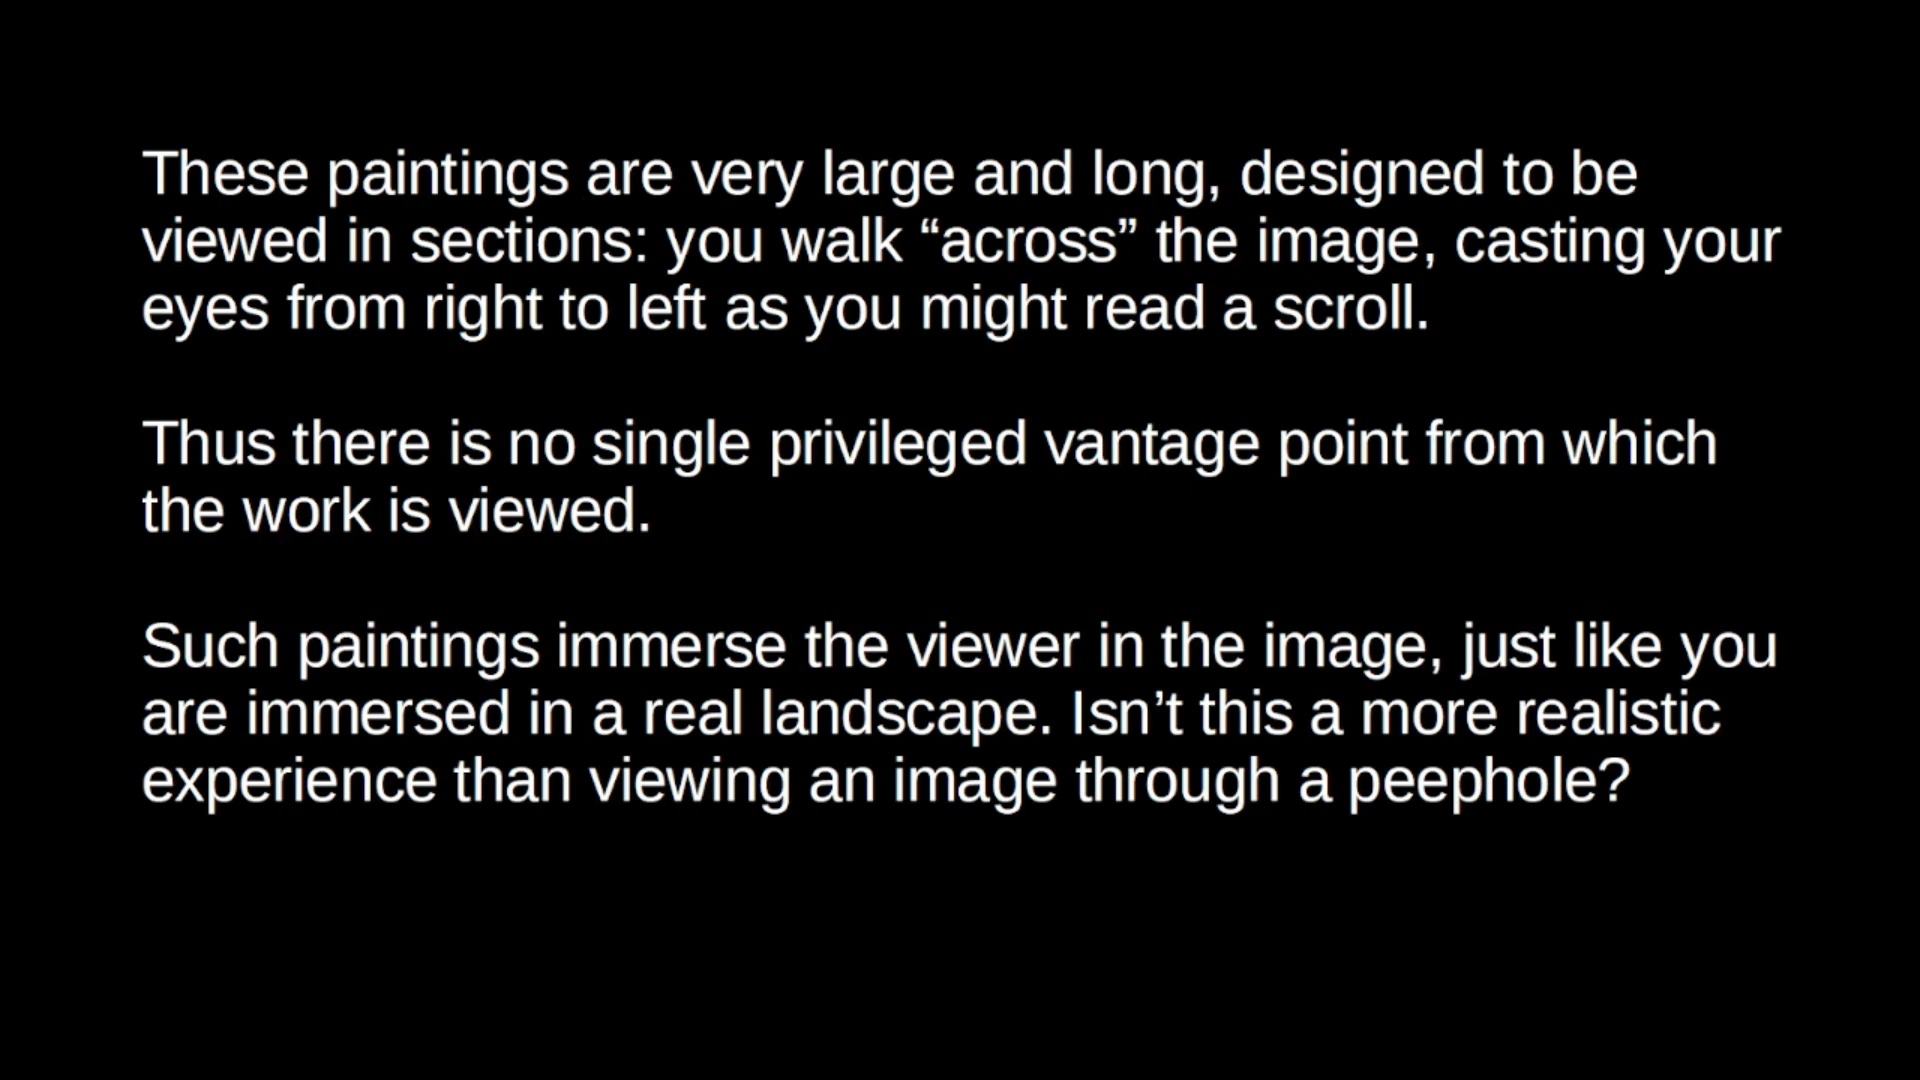 These paintings are very large and long, designed to be
viewed in sections: you walk “across” the image, casting your
eyes from right to left as you might read a scroll.
Thus there is no single privileged vantage point from which
the work is viewed.
Such paintings immerse the viewer in the image, just like you
are immersed in a real landscape. Isn’t this a more realistic
experience than viewing an image through a peephole?